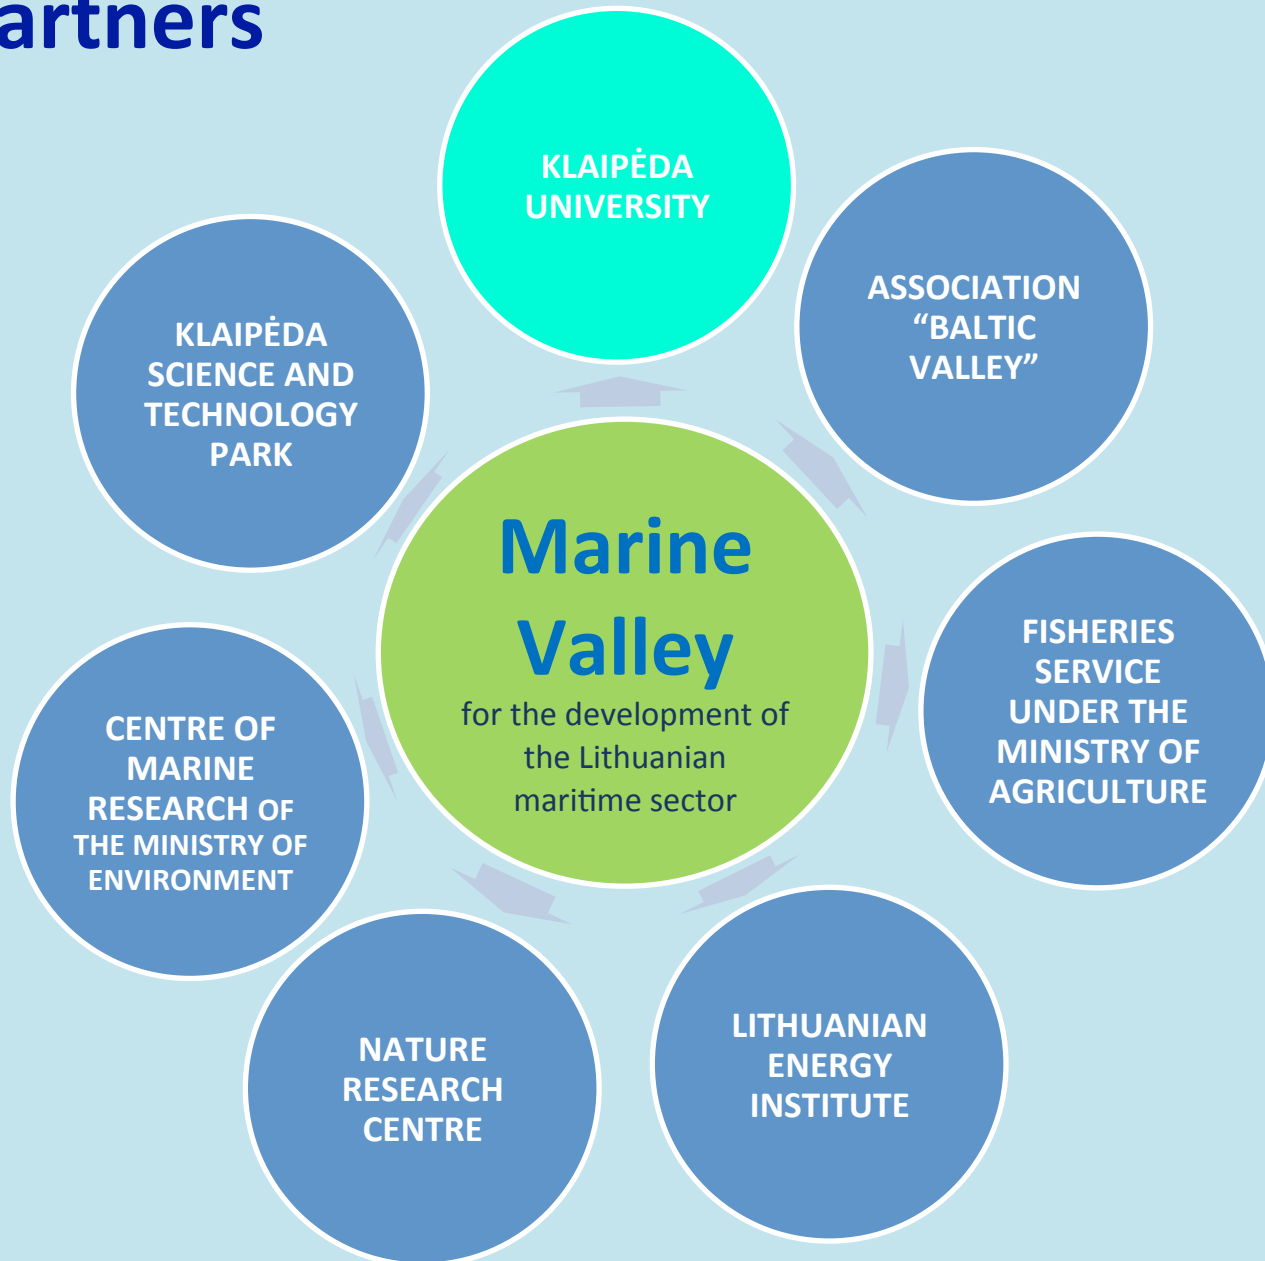 artners
KLAIPĖDA
UNIVERSITY
ASSOCIATION
“BALTIC
VALLEY”
KLAIPĖDA
SCIENCE AND
TECHNOLOGY
PARK
Marine
Valley
for the development of
the Lithuanian
maritime sector
FISHERIES
SERVICE
UNDER THE
MINISTRY OF
AGRICULTURE
CENTRE OF
MARINE
RESEARCH OF
THE MINISTRY OF
ENVIRONMENT
LITHUANIAN
ENERGY
INSTITUTE
NATURE
RESEARCH
CENTRE